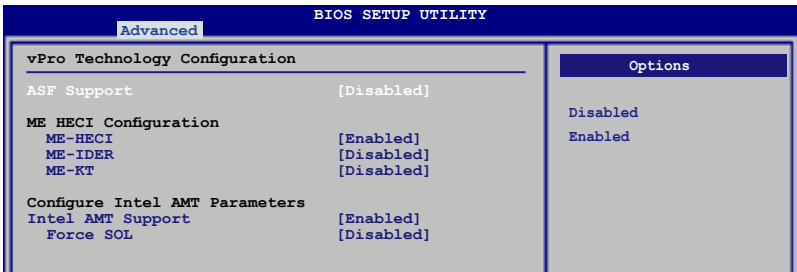 BIOS SETUP UTILITY
Advanced
vPro Technology Configuration
ASF Support [Disabled]
ME HECI Configuration
ME-HECI [Enabled]
ME-IDER [Disabled]
ME-KT [Disabled]
Configure Intel AMT Parameters
Intel AMT Support [Enabled]
Force SOL [Disabled]
Options
Disabled
Enabled